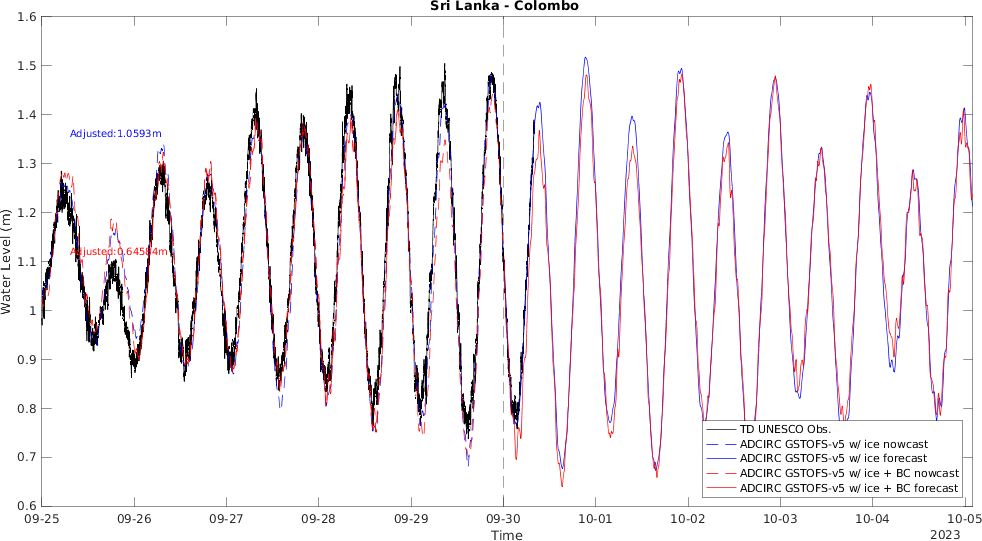 Sri Lanka - Colombo
1.6
1.5
1.4
1.3
1.2
1.1
1
0.9
0.8
0.7
0.6
Water Level (m)
Adjusted:1.0593m
Adjusted:0.64584m
TD UNESCO Obs.
ADCIRC GSTOFS-v5 w/ ice nowcast
ADCIRC GSTOFS-v5 w/ ice forecast
ADCIRC GSTOFS-v5 w/ ice + BC nowcast
ADCIRC GSTOFS-v5 w/ ice + BC forecast
09-25 09-26 09-27 09-28 09-29 09-30 10-01 10-02 10-03 10-04 10-05
Time
2023